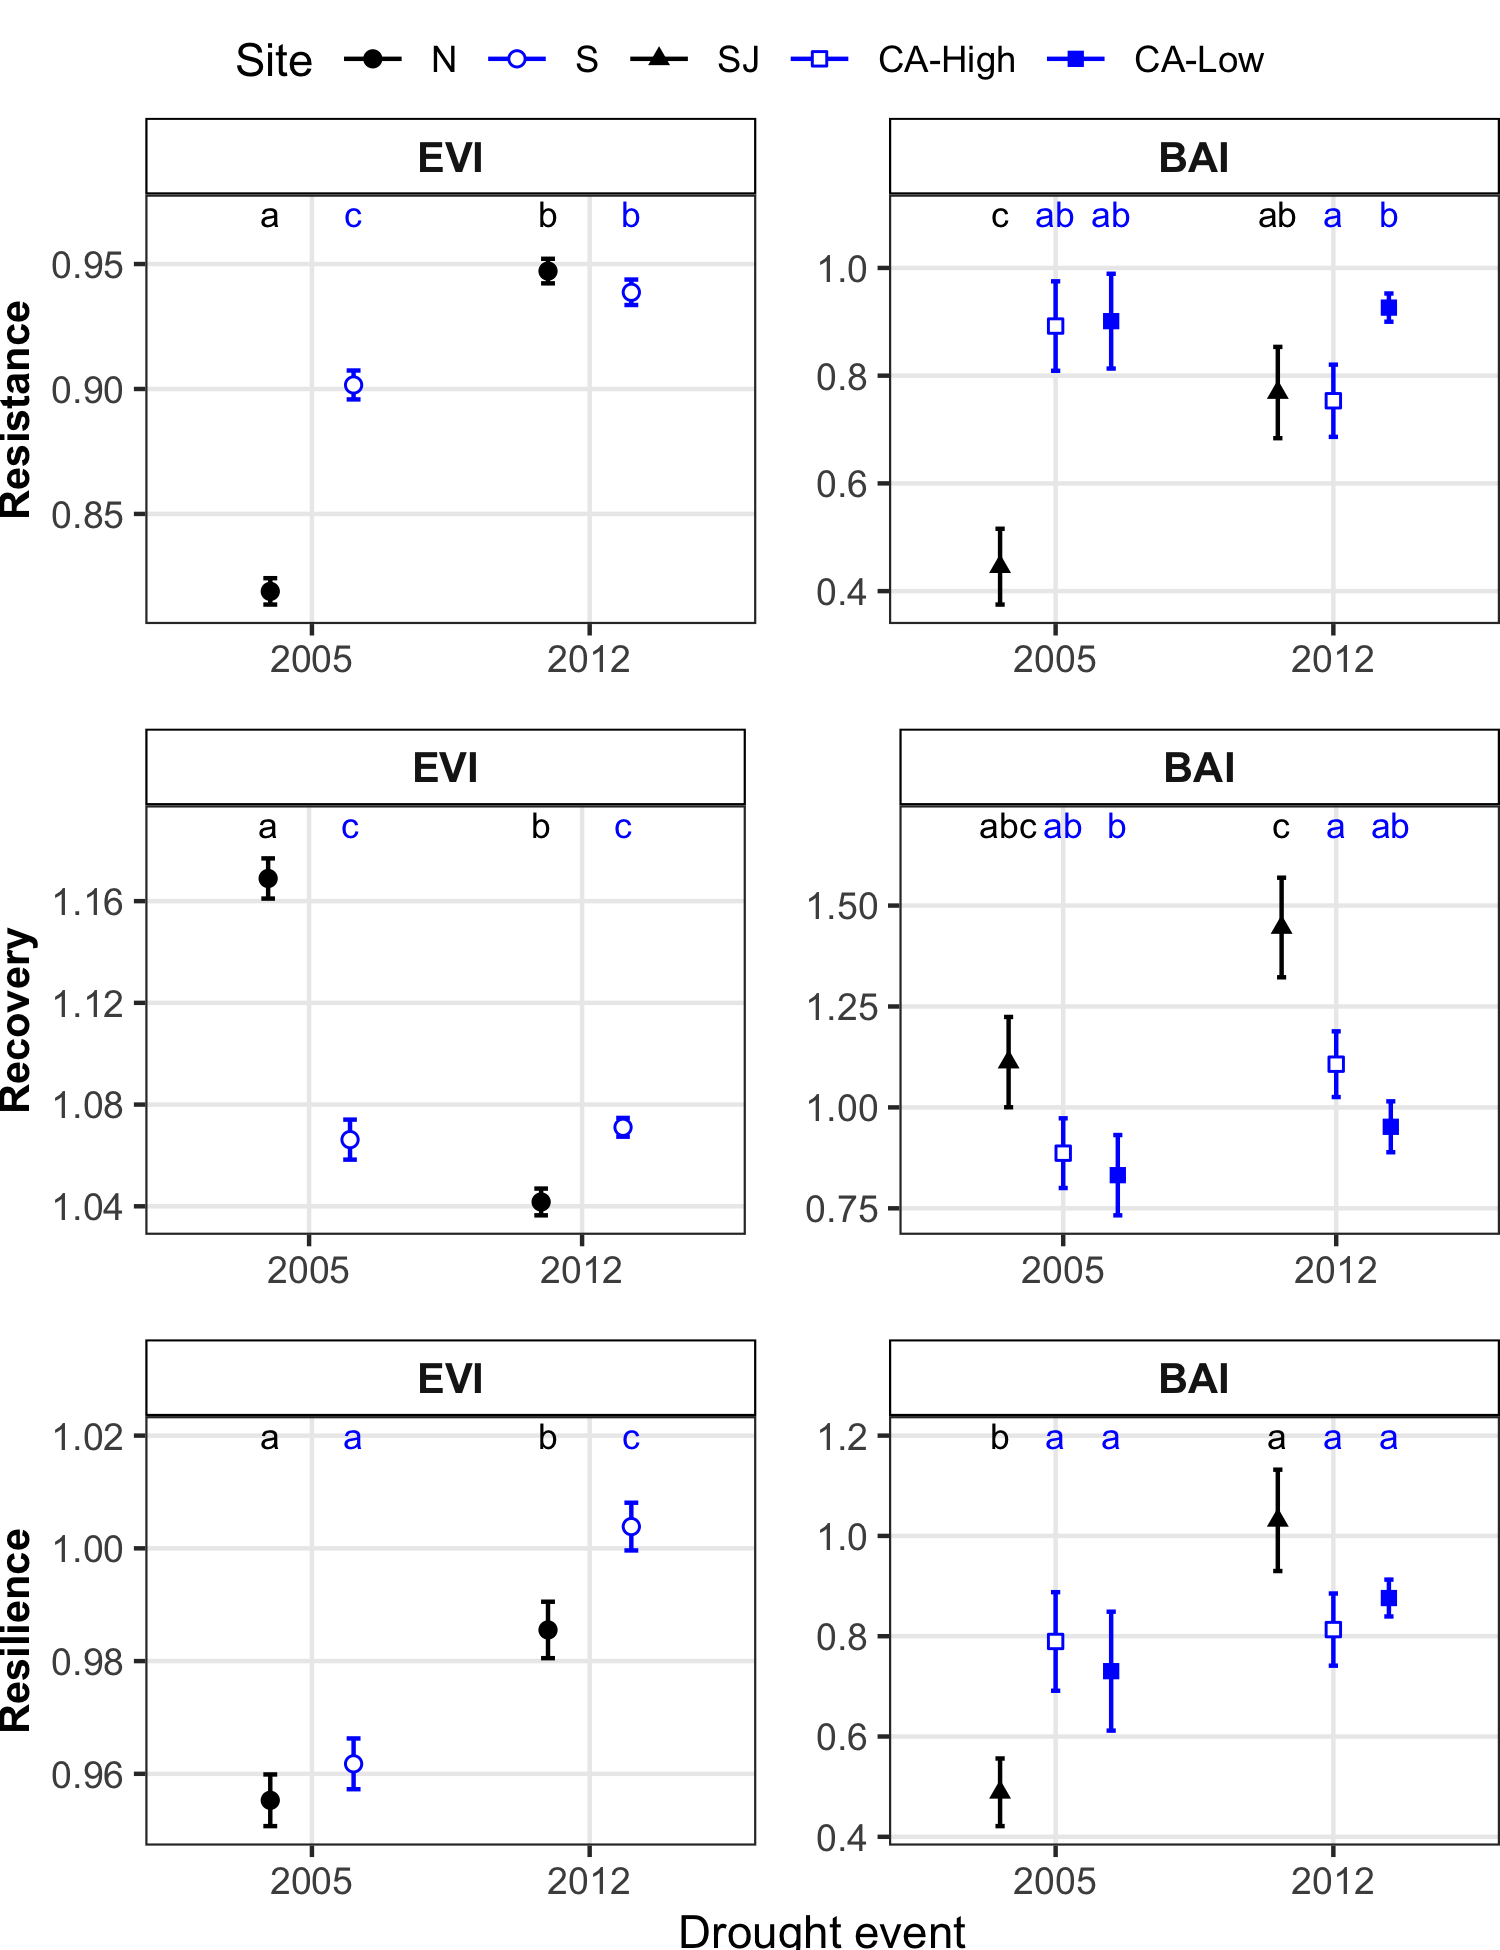 Site N S SJ CA-High CA-Low
EVI BAI
a c b b c ab ab ab a b
Resistance
0.95
0.90
0.85
1.0
0.8
0.6
0.4
2005 2012 2005 2012
EVI BAI
a c b c abc ab b c a ab
Recovery
1.16
1.12
1.08
1.04
1.50
1.25
1.00
0.75
2005 2012 2005 2012
EVI BAI
a a b c b a a a a a
Resilience
1.02
1.00
0.98
0.96
1.2
1.0
0.8
0.6
0.4
2005 2012 2005 2012
Drought event